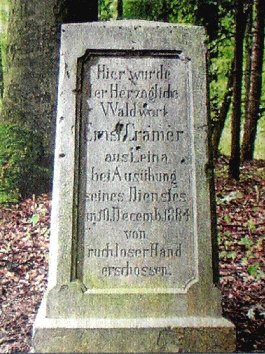 Hier wurde
der Herzogliche
Waldwart
Ernst Cramer
aus Leina
bei Ausübung
seines Dienstes
am 10. Decemb. 1884
von
ruchloser Hand
erschossen.